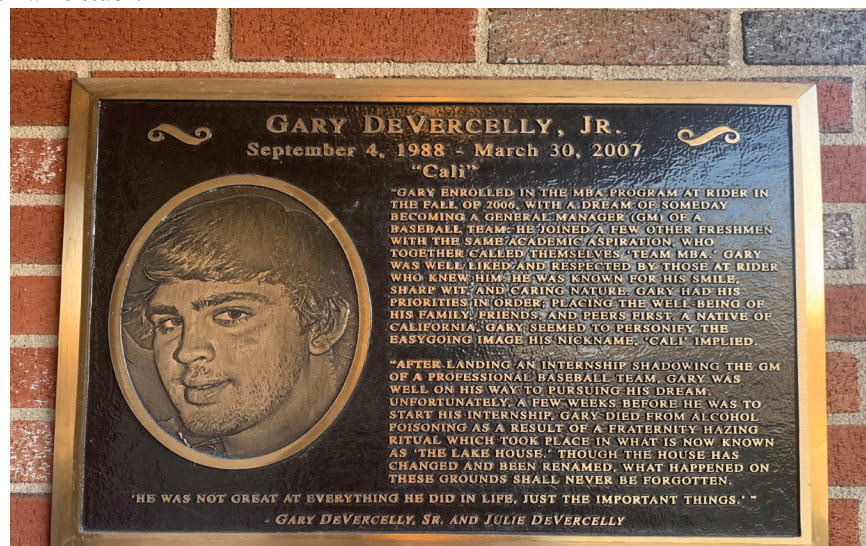 GARY DEVERCELLY, JR.
September 4, 1988 - March 30, 2007
"Cali"
"GARY ENROLLED IN THE MBA PROGRAM AT RIDER IN
THE FALL OF 2006, WITH A DREAM OF SOMEDAY
BECOMING A GENERAL MANAGER (GM) OF A
BASEBALL TEAM. HE JOINED A FEW OTHER FRESHMEN
WITH THE SAME ACADEMIC ASPIRATION, WHO
TOGETHER CALLED THEMSELVES 'TEAM MBA.' GARY
WAS WELL LIKED AND RESPECTED BY THOSE AT RIDER
WHO KNEW HIM. HE WAS KNOWN FOR HIS SMILE,
SHARP WIT, AND CARING NATURE. GARY HAD HIS
PRIORITIES IN ORDER, PLACING THE WELL-BEING OF
HIS FAMILY, FRIENDS, AND PEERS FIRST. A NATIVE OF
CALIFORNIA, GARY SEEMED TO PERSONIFY THE
EASYGOING IMAGE HIS NICKNAME, 'CALI' IMPLIED.
"AFTER LANDING AN INTERNSHIP SHADOWING THE GM
OF A PROFESSIONAL BASEBALL TEAM, GARY WAS
WELL ON HIS WAY TO PURSUING HIS DREAM.
UNFORTUNATELY, A FEW WEEKS BEFORE HE WAS TO
START HIS INTERNSHIP, GARY DIED FROM ALCOHOL
POISONING AS A RESULT OF A FRATERNITY HAZING
RITUAL WHICH TOOK PLACE IN WHAT IS NOW KNOWN
AS 'THE LAKE HOUSE.' THOUGH THE HOUSE HAS
CHANGED AND BEEN RENAMED, WHAT HAPPENED ON
THESE GROUNDS SHALL NEVER BE FORGOTTEN.
'HE WAS NOT GREAT AT EVERYTHING HE DID IN LIFE, JUST THE IMPORTANT THINGS.' "
- GARY DEVERCELLY, SR. AND JULIE DEVERCELLY